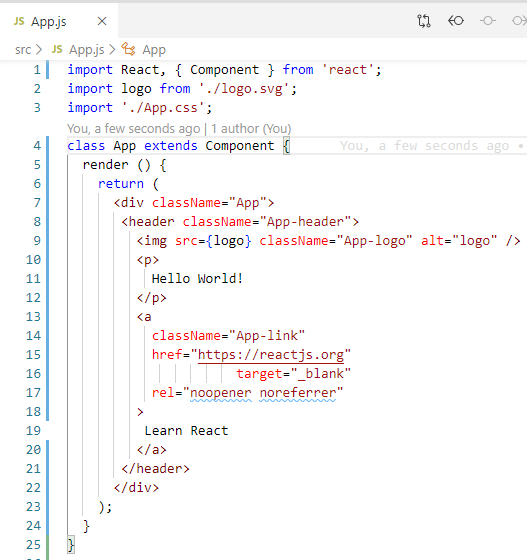 JS App.js ×
src > JS App.js > App
1 import React, { Component } from 'react';
2 import logo from './logo.svg';
3 import './App.css';
You, a few seconds ago | 1 author (You)
4 class App extends Component { You, a few seconds ago •
5 render () {
6 return (
7 <div className="App">
8 <header className="App-header">
9 <img src={logo} className="App-logo" alt="logo" />
10 <p>
11 Hello World!
12 </p>
13 <a
14 className="App-link"
15 href="https://reactjs.org"
16 target="_blank"
17 rel="noopener noreferrer"
18 >
19 Learn React
20 </a>
21 </header>
22 </div>
23 );
24 }
25 }